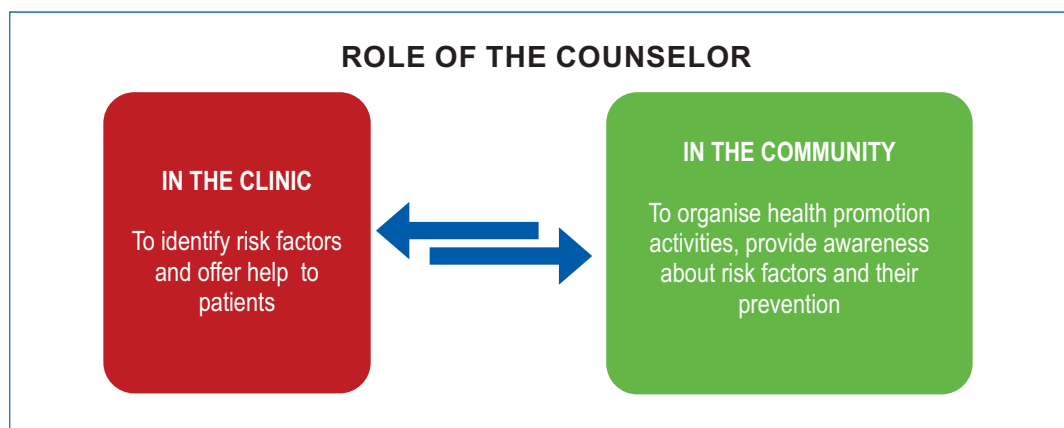 ROLE OF THE COUNSELOR
IN THE CLINIC
To identify risk factors
and offer help to
patients
IN THE COMMUNITY
To organise health promotion
activities, provide awareness
about risk factors and their
prevention